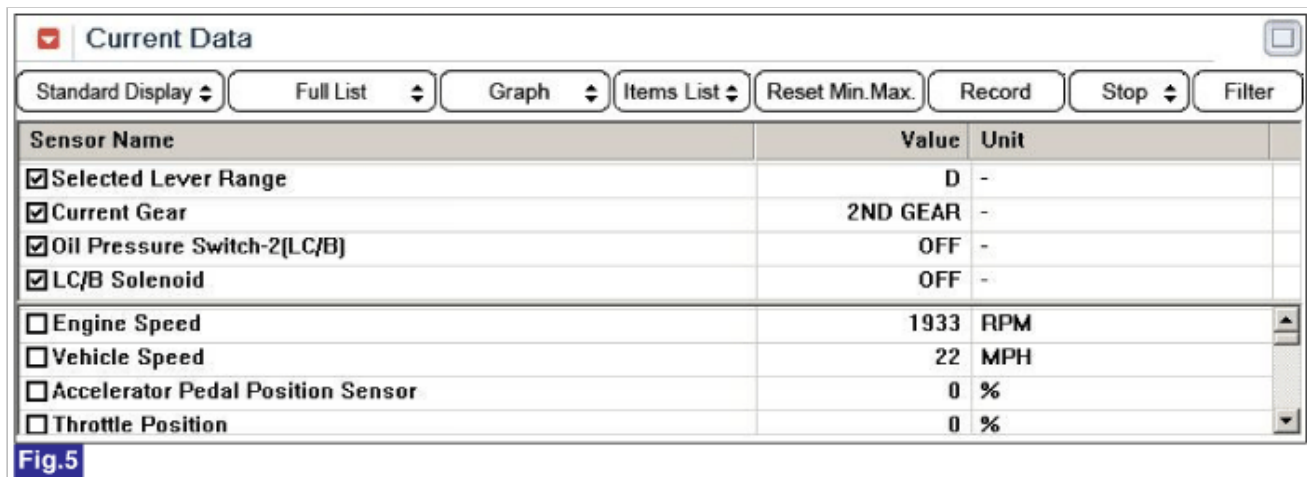 Current Data
Standard Display Full List Graph Items List Reset Min.Max. Record Stop Filter
Sensor Name Value Unit
Selected Lever Range D -
Current Gear 2ND GEAR -
Oil Pressure Switch-2(LC/B) OFF -
LC/B Solenoid OFF -
Engine Speed 1933 RPM
Vehicle Speed 22 MPH
Accelerator Pedal Position Sensor 0 %
Throttle Position 0 %
Fig.5